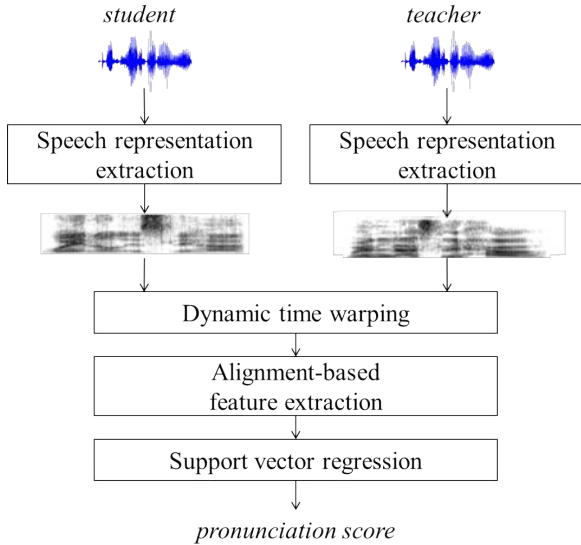 student
teacher
Speech representation
extraction
Speech representation
extraction
Dynamic time warping
Alignment-based
feature extraction
Support vector regression
pronunciation score